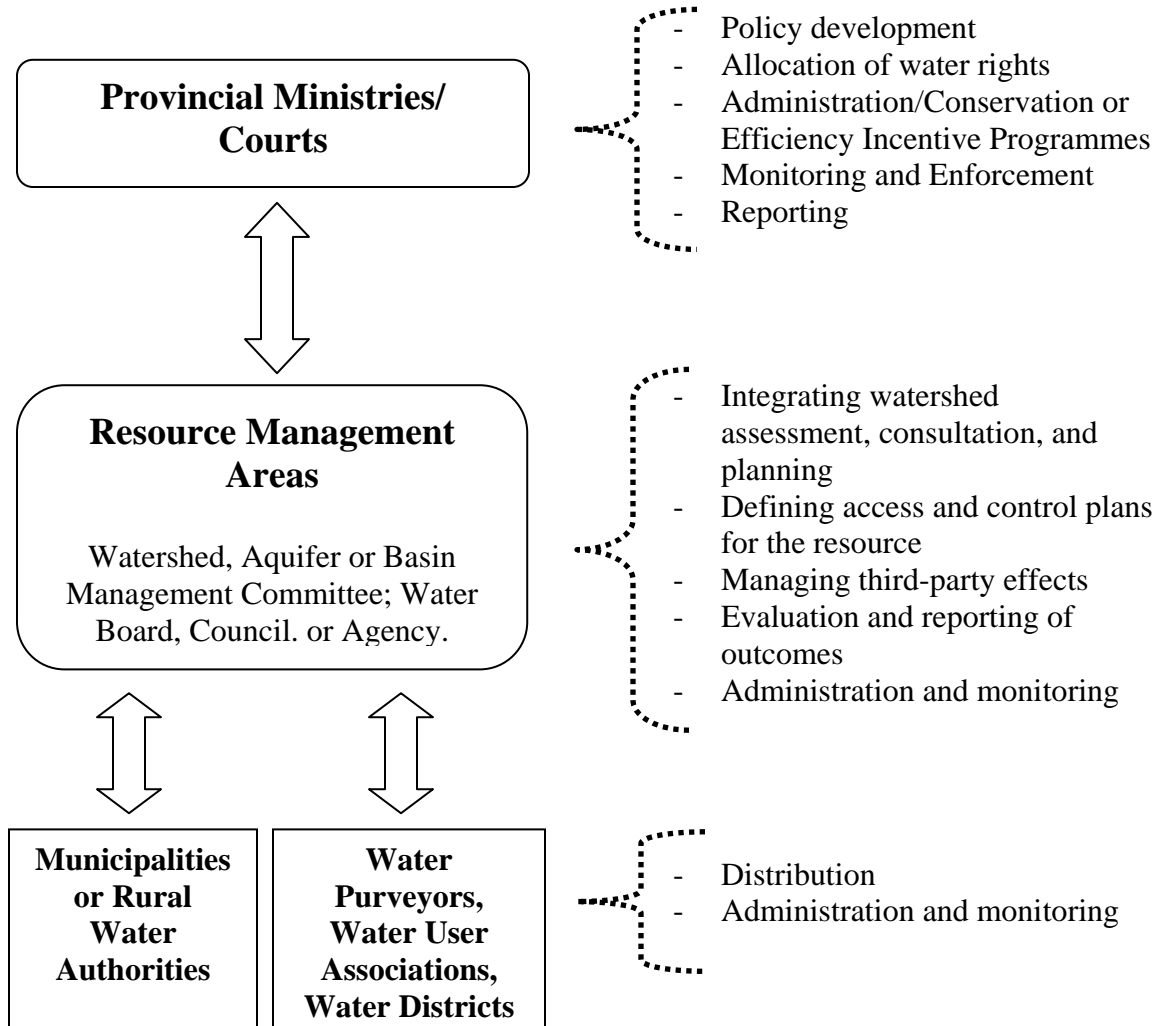 Provincial Ministries/
Courts
- Policy development
- Allocation of water rights
- Administration/Conservation or
Efficiency Incentive Programmes
- Monitoring and Enforcement
- Reporting
Resource Management
Areas
Watershed, Aquifer or Basin
Management Committee; Water
Board, Council. or Agency.
- Integrating watershed
assessment, consultation, and
planning
- Defining access and control plans
for the resource
- Managing third-party effects
- Evaluation and reporting of
outcomes
- Administration and monitoring
Municipalities
or Rural
Water
Authorities
Water
Purveyors,
Water User
Associations,
Water Districts
- Distribution
- Administration and monitoring